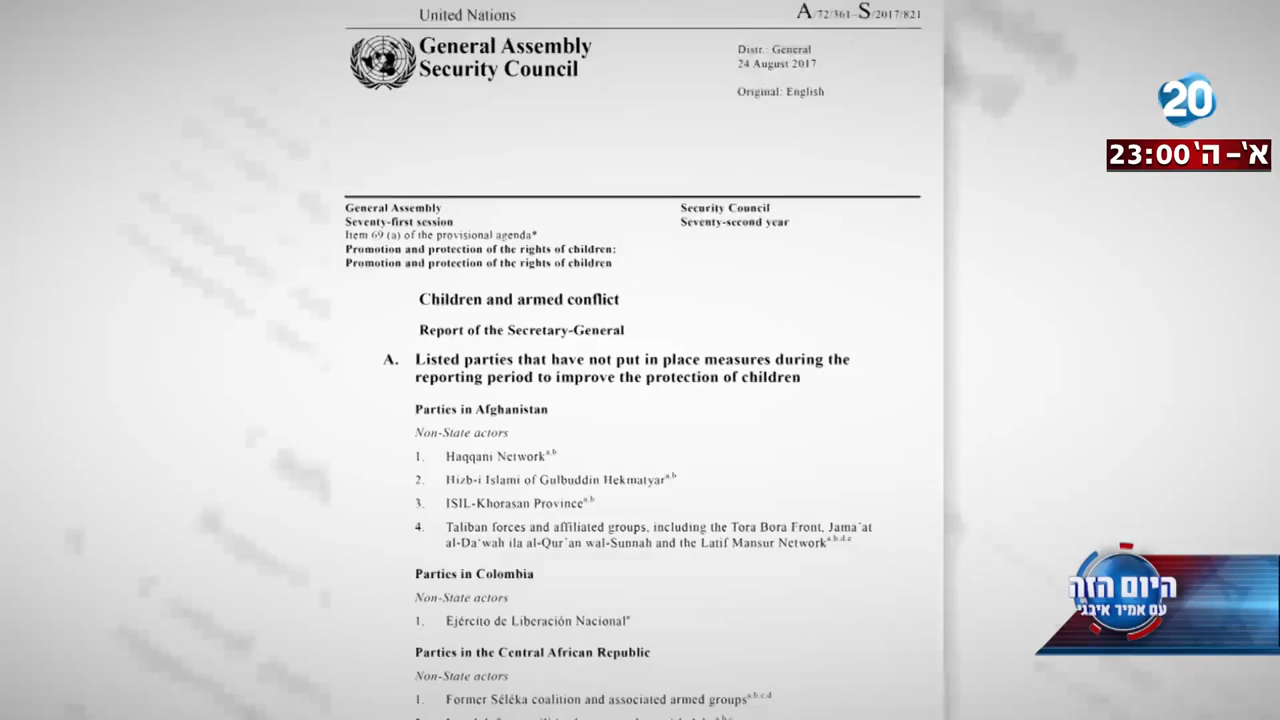 United Nations
A/72/361–S/2017/821
General Assembly
Security Council
Distr.: General
24 August 2017
Original: English
20
א'–ה' 23:00
General Assembly
Seventy-first session
Item 69 (a) of the provisional agenda*
Promotion and protection of the rights of children:
Promotion and protection of the rights of children
Security Council
Seventy-second year
Children and armed conflict
Report of the Secretary-General
A. Listed parties that have not put in place measures during the
reporting period to improve the protection of children
Parties in Afghanistan
Non-State actors
1. Haqqani Network a,b
2. Hizb-i Islami of Gulbuddin Hekmatyar a,b
3. ISIL-Khorasan Province a,b
4. Taliban forces and affiliated groups, including the Tora Bora Front, Jama'at
al-Da'wah ila al-Qur'an wal-Sunnah and the Latif Mansur Network a,b,d,e
Parties in Colombia
Non-State actors
1. Ejército de Liberación Nacional a
Parties in the Central African Republic
Non-State actors
1. Former Séléka coalition and associated armed groups a,b,c,d
היום הזה
עם אמיר איבגי